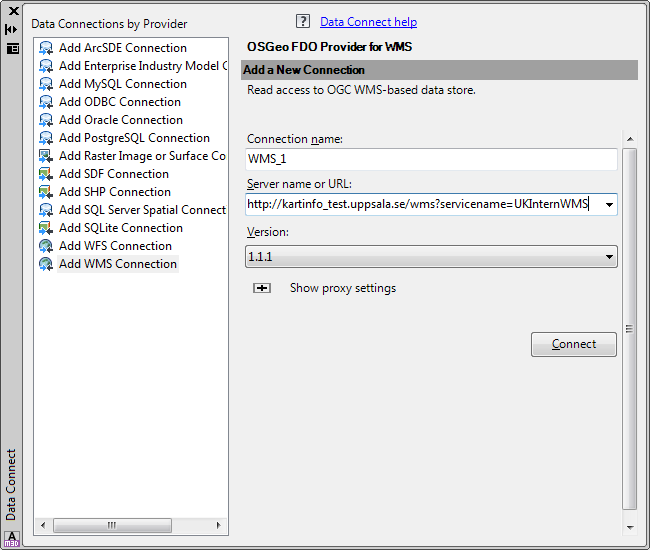 Data Connections by Provider
Add ArcSDE Connection
Add Enterprise Industry Model C
Add MySQL Connection
Add ODBC Connection
Add Oracle Connection
Add PostgreSQL Connection
Add Raster Image or Surface Co
Add SDF Connection
Add SHP Connection
Add SQL Server Spatial Connect
Add SQLite Connection
Add WFS Connection
Add WMS Connection
? Data Connect help
OSGeo FDO Provider for WMS
Add a New Connection
Read access to OGC WMS-based data store.
Connection name:
WMS_1
Server name or URL:
http://kartinfo_test.uppsala.se/wms?servicename=UKInternWMS
Version:
1.1.1
Show proxy settings
Connect
Data Connect
A
m3D